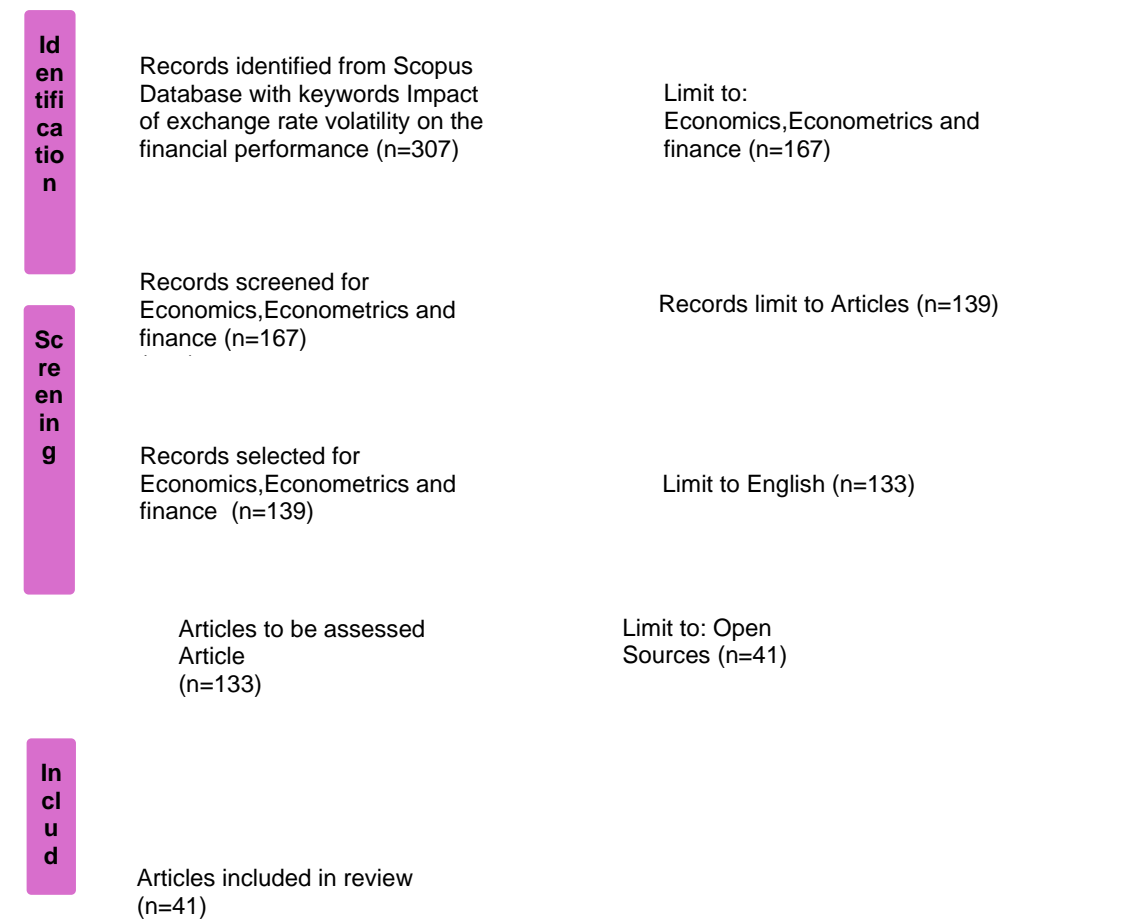 Id
en
tifi
ca
tio
n
Records identified from Scopus
Database with keywords Impact
of exchange rate volatility on the
financial performance (n=307)
Limit to:
Economics,Econometrics and
finance (n=167)
Sc
re
en
in
g
Records screened for
Economics,Econometrics and
finance (n=167)
Records limit to Articles (n=139)
Records selected for
Economics,Econometrics and
finance (n=139)
Limit to English (n=133)
Articles to be assessed
Article
(n=133)
Limit to: Open
Sources (n=41)
In
cl
u
d
Articles included in review
(n=41)